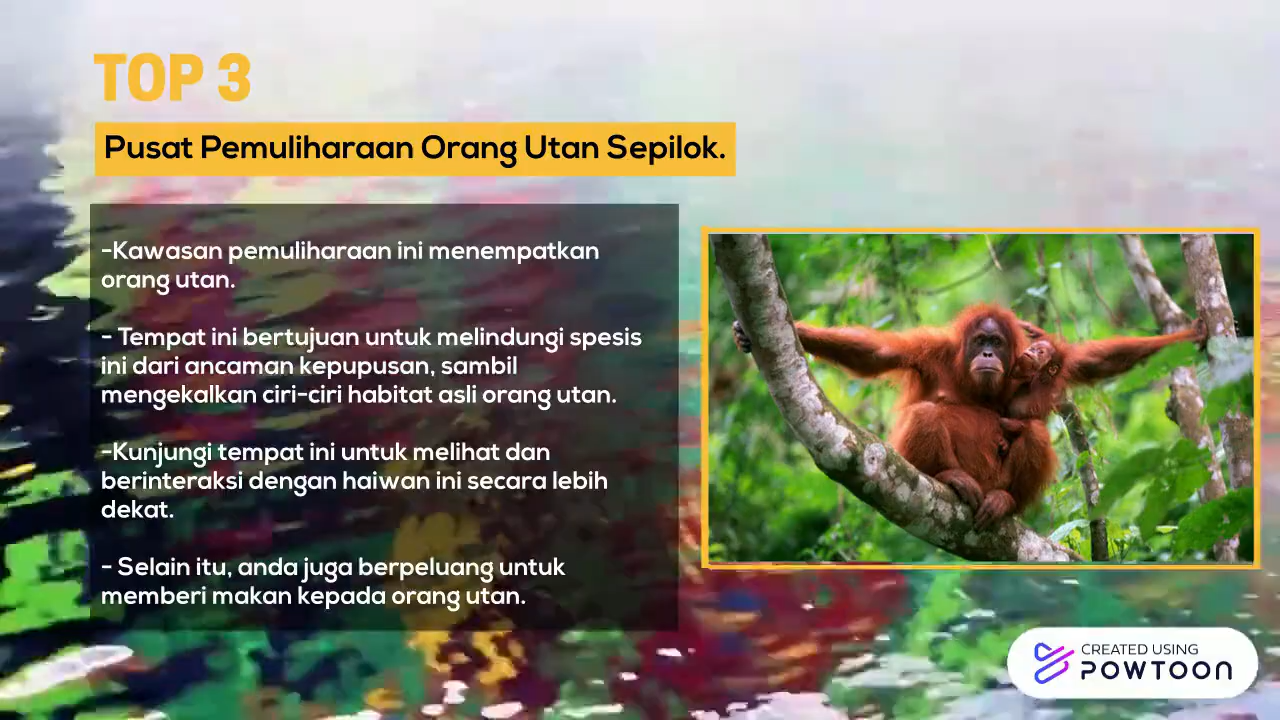 TOP 3
Pusat Pemuliharaan Orang Utan Sepilok.
-Kawasan pemuliharaan ini menempatkan
orang utan.
- Tempat ini bertujuan untuk melindungi spesis
ini dari ancaman kepupusan, sambil
mengekalkan ciri-ciri habitat asli orang utan.
-Kunjungi tempat ini untuk melihat dan
berinteraksi dengan haiwan ini secara lebih
dekat.
- Selain itu, anda juga berpeluang untuk
memberi makan kepada orang utan.
CREATED USING
POWTOON